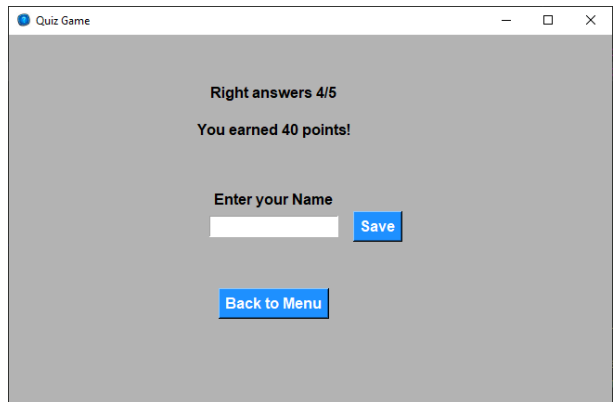 Quiz Game
Right answers 4/5
You earned 40 points!
Enter your Name
Save
Back to Menu